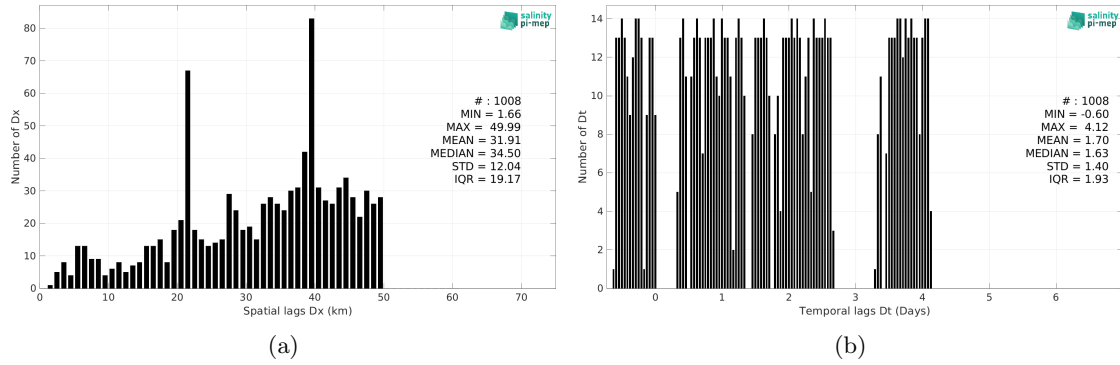 salinity
pi-mep
80
70
60
50
40
30
20
10
0
Number of Dx
# : 1008
MIN = 1.66
MAX =  49.99
MEAN = 31.91
MEDIAN = 34.50
STD = 12.04
IQR = 19.17
0 10 20 30 40 50 60 70
Spatial lags Dx (km)
(a)
salinity
pi-mep
14
12
10
8
6
4
2
0
Number of Dt
# : 1008
MIN = -0.60
MAX =  4.12
MEAN = 1.70
MEDIAN = 1.63
STD = 1.40
IQR = 1.93
0 1 2 3 4 5 6
Temporal lags Dt (Days)
(b)